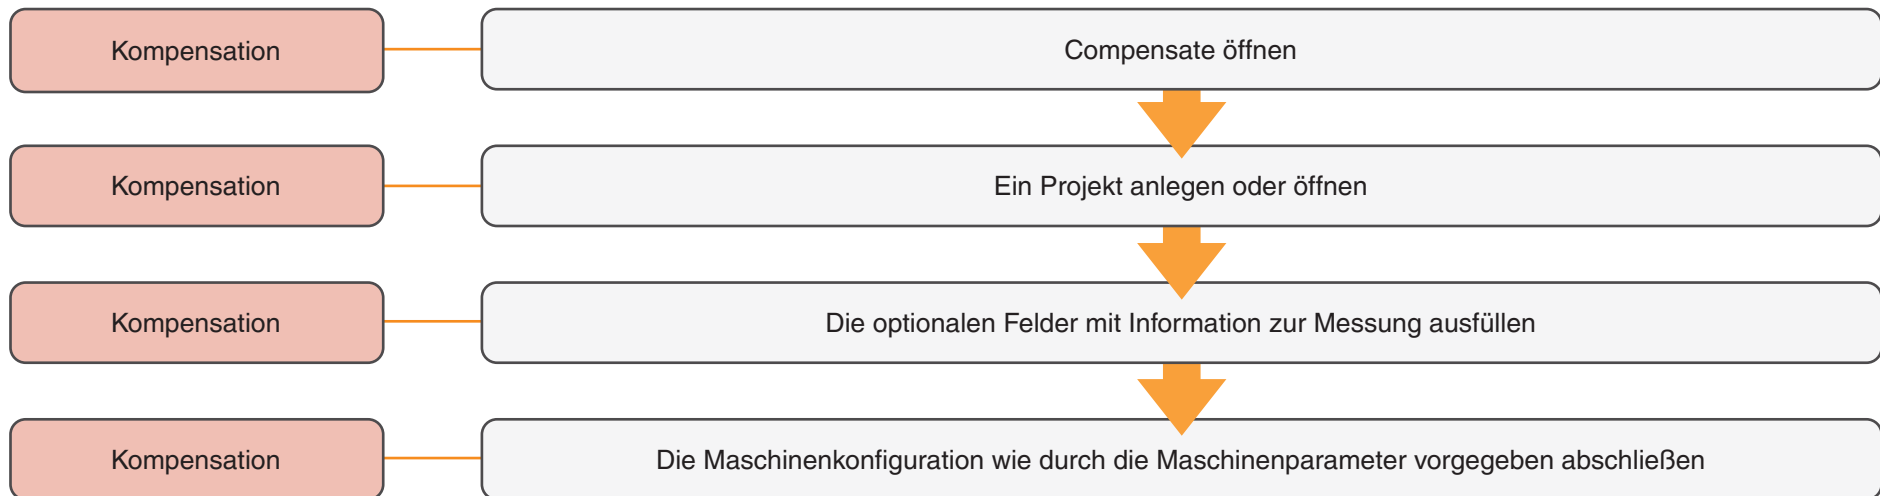 Kompensation
Compensate öffnen
Kompensation
Ein Projekt anlegen oder öffnen
Kompensation
Die optionalen Felder mit Information zur Messung ausfüllen
Kompensation
Die Maschinenkonfiguration wie durch die Maschinenparameter vorgegeben abschließen